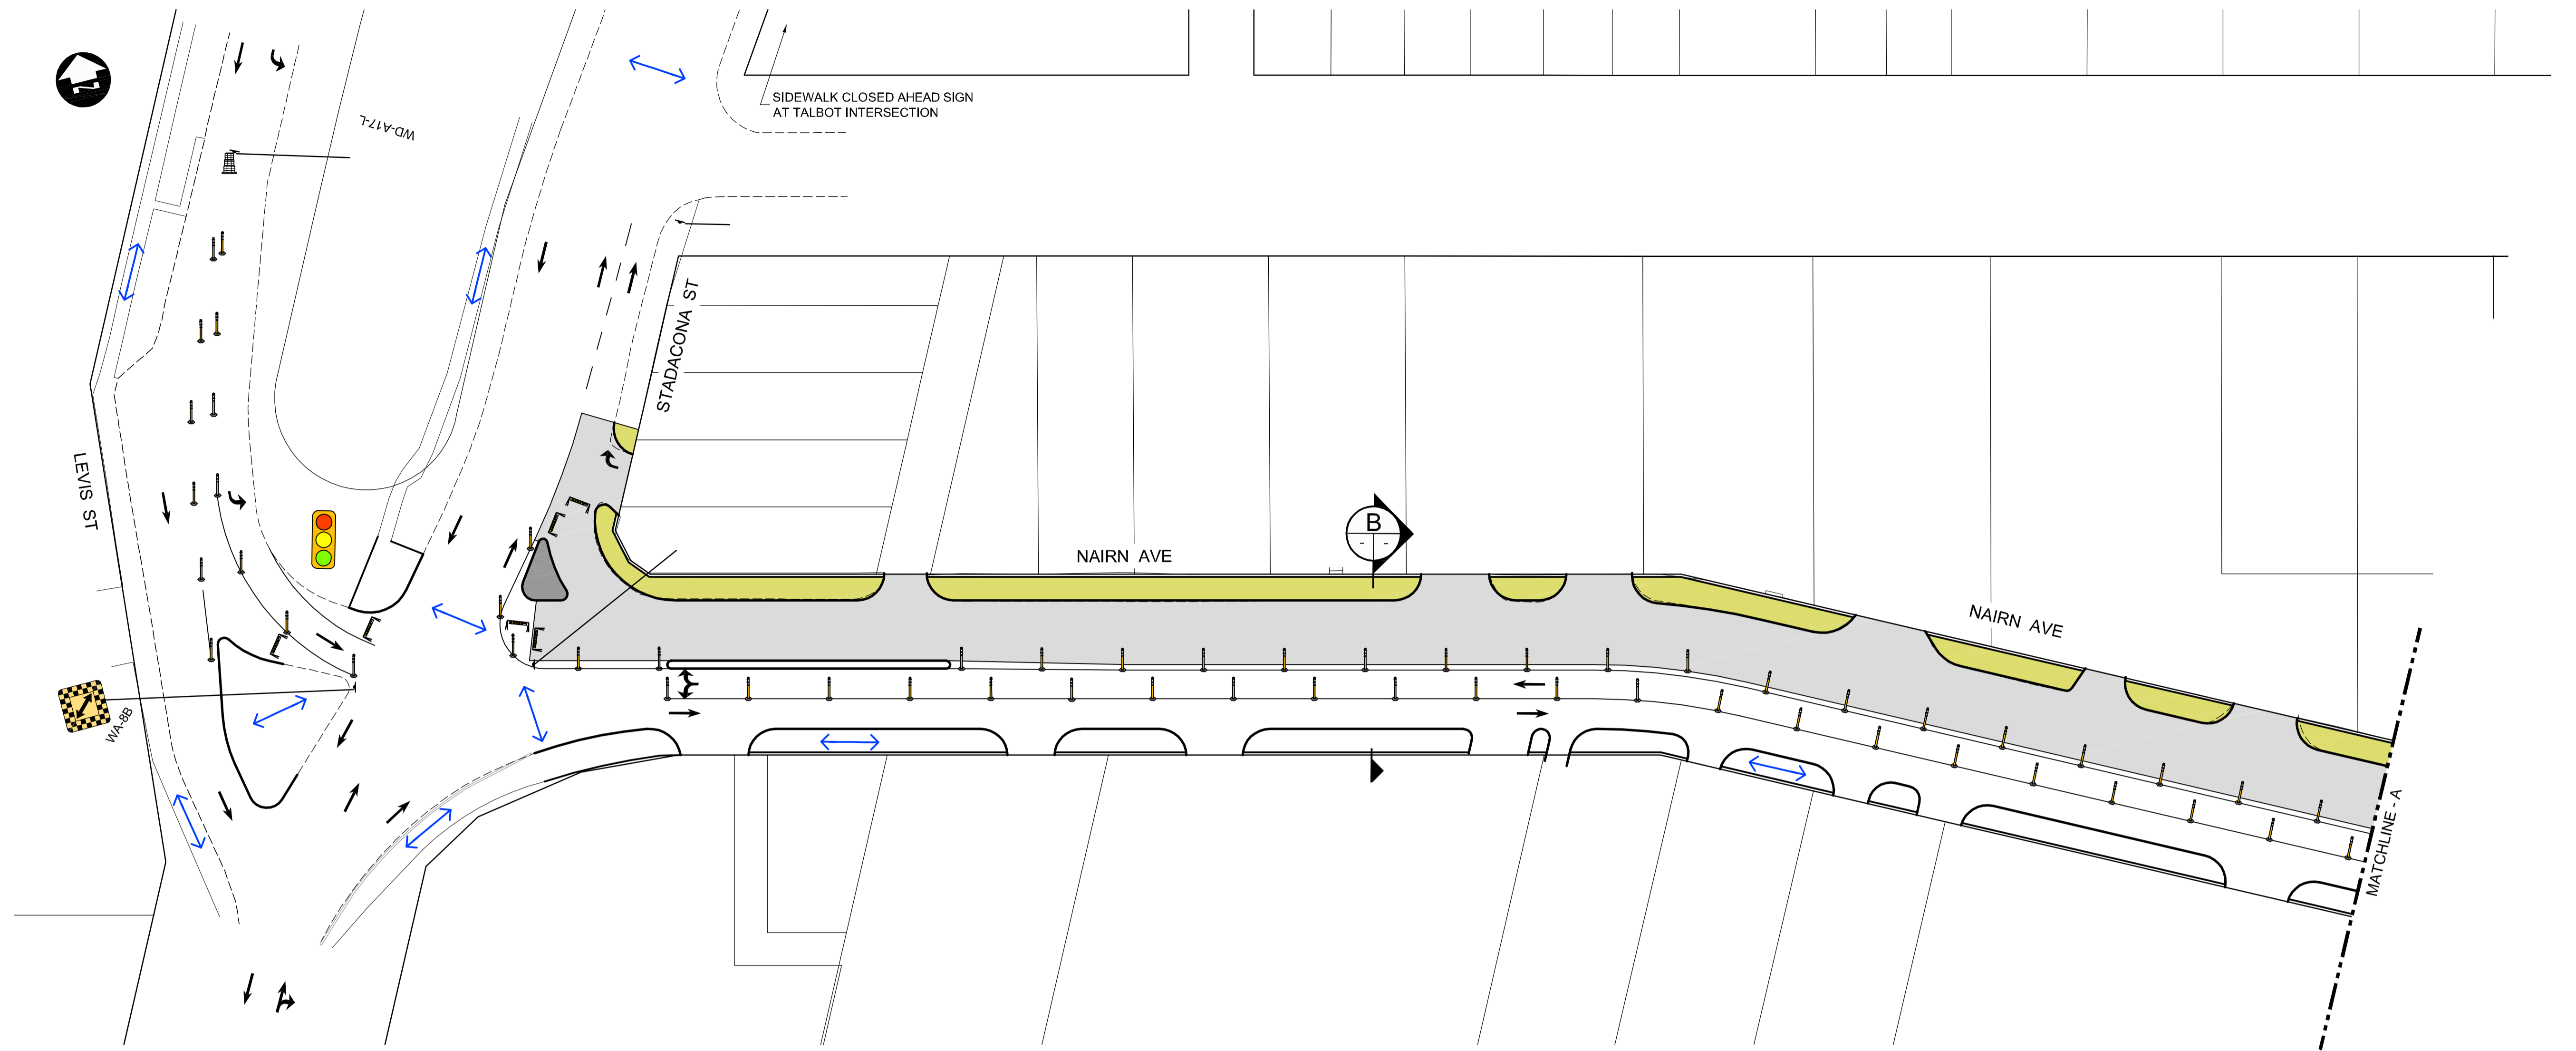 WD-A17-L
SIDEWALK CLOSED AHEAD SIGN
AT TALBOT INTERSECTION
STADACONA ST
LEVIS ST
B
- -
NAIRN AVE
NAIRN AVE
WA-8B
MATCHLINE - A
N